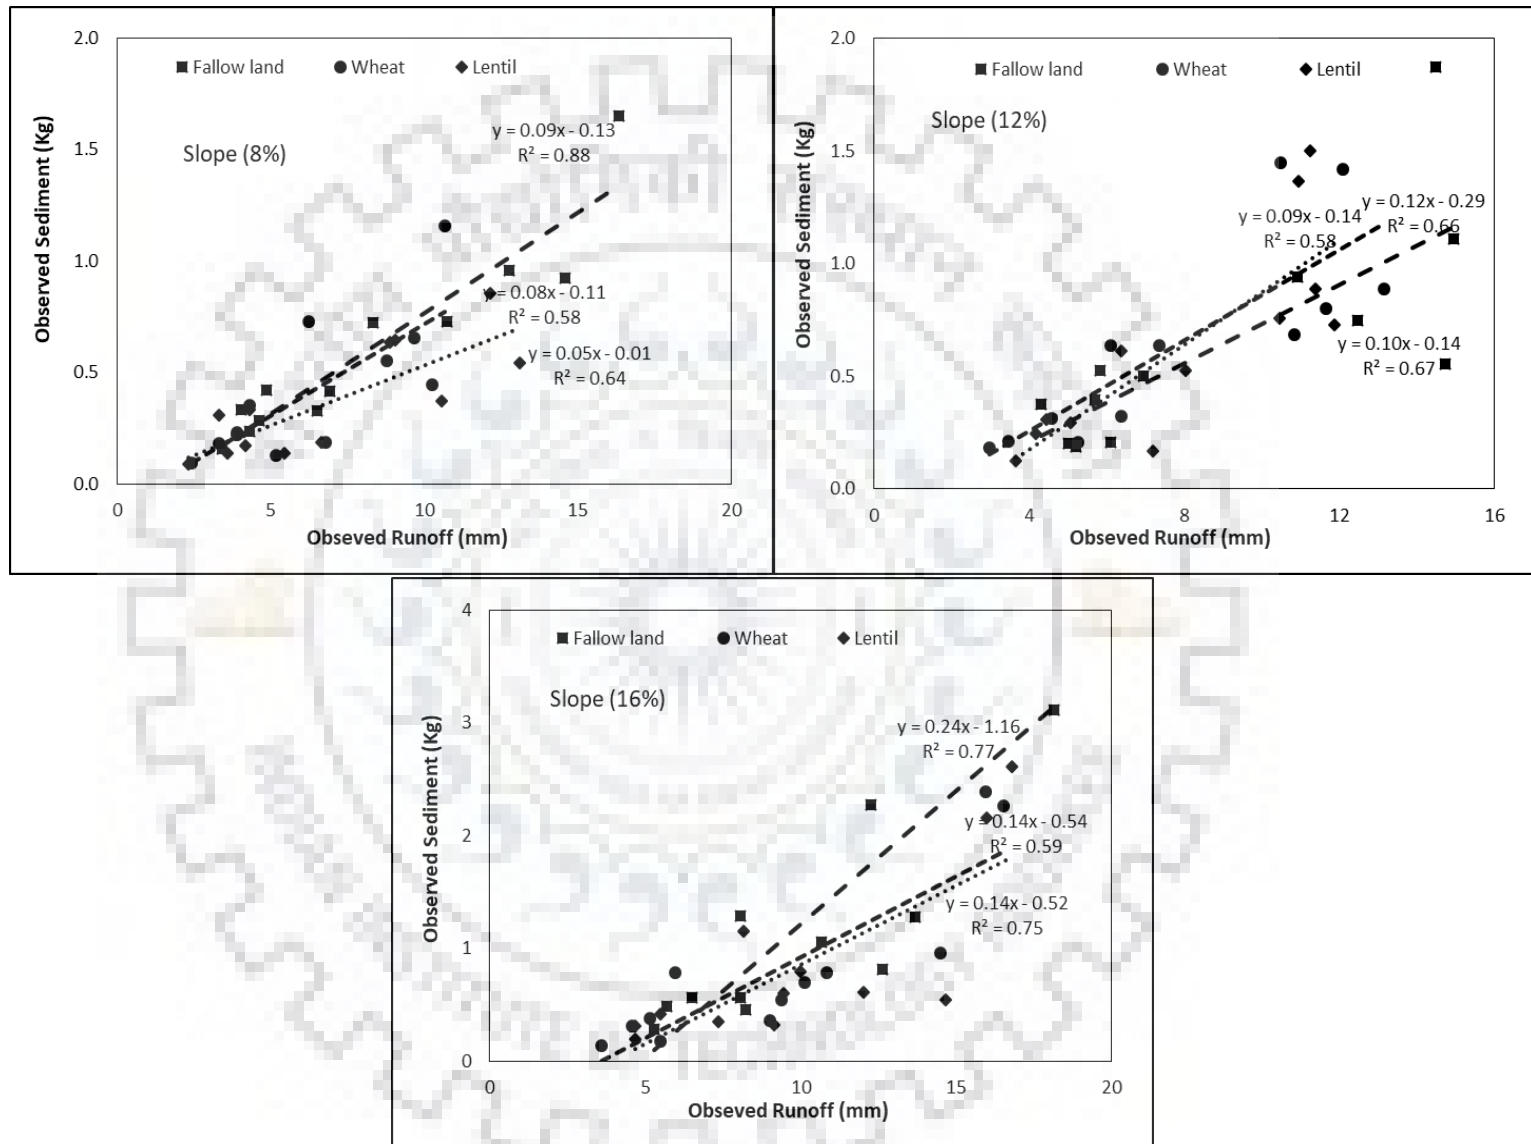 2.0
1.5
1.0
0.5
0.0
0 5 10 15 20
Observed Sediment (Kg)
Obseved Runoff (mm)
Fallow land Wheat Lentil
Slope (8%)
y = 0.09x - 0.13
R² = 0.88
y = 0.08x - 0.11
R² = 0.58
y = 0.05x - 0.01
R² = 0.64
2.0
1.5
1.0
0.5
0.0
0 4 8 12 16
Observed Sediment (Kg)
Obseved Runoff (mm)
Fallow land Wheat Lentil
Slope (12%)
y = 0.09x - 0.14
R² = 0.58
y = 0.12x - 0.29
R² = 0.66
y = 0.10x - 0.14
R² = 0.67
4
3
2
1
0
0 5 10 15 20
Observed Sediment (Kg)
Obseved Runoff (mm)
Fallow land Wheat Lentil
Slope (16%)
y = 0.24x - 1.16
R² = 0.77
y = 0.14x - 0.54
R² = 0.59
y = 0.14x - 0.52
R² = 0.75